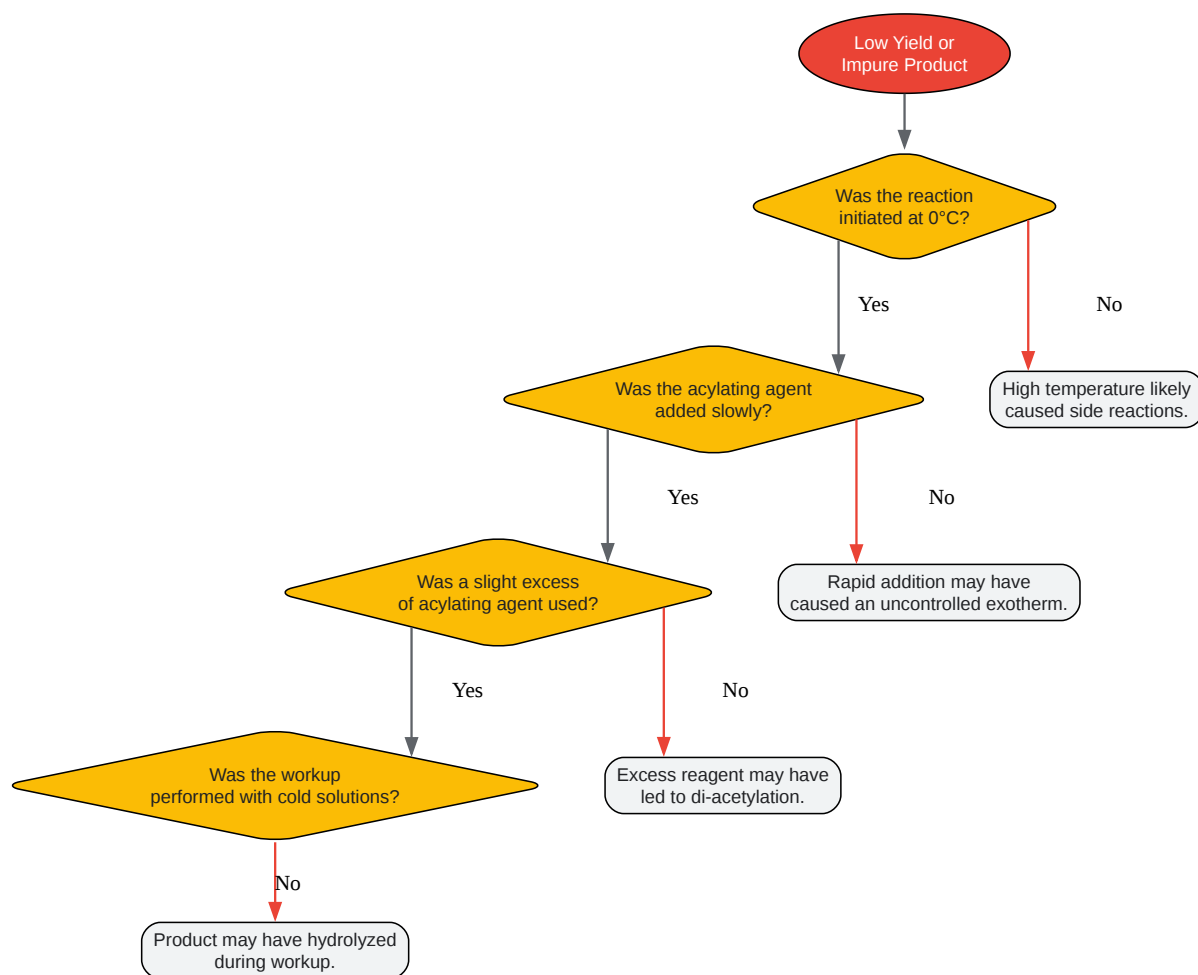 Low Yield or
Impure Product
Was the reaction
initiated at 0°C?
Yes
No
Was the acylating agent
added slowly?
High temperature likely
caused side reactions.
Yes
No
Was a slight excess
of acylating agent used?
Rapid addition may have
caused an uncontrolled exotherm.
Yes
No
Was the workup
performed with cold solutions?
Excess reagent may have
led to di-acetylation.
No
Product may have hydrolyzed
during workup.